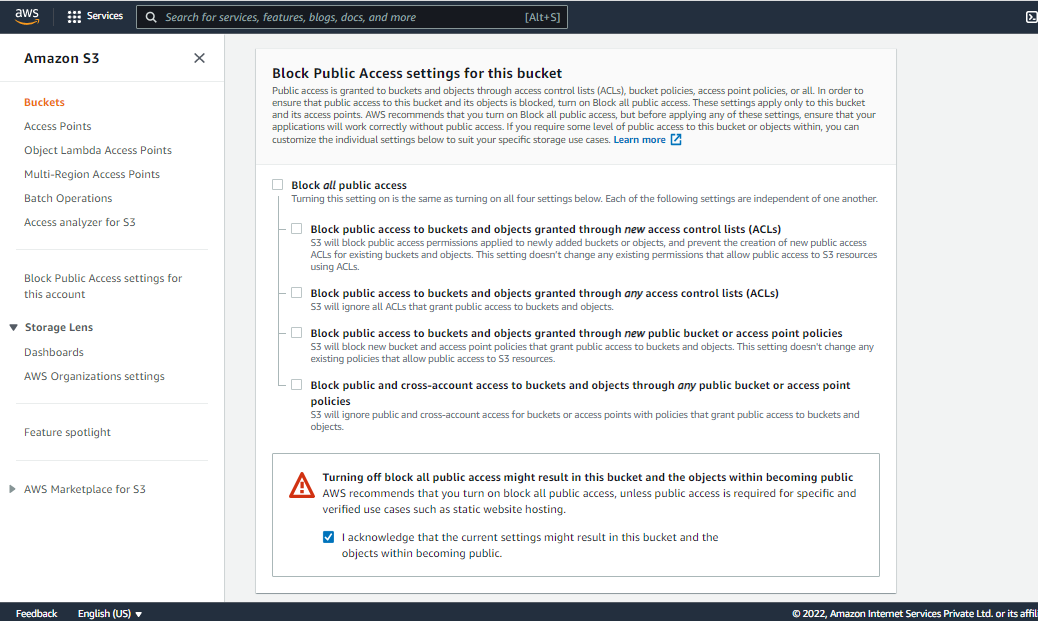 aws
Services
Search for services, features, blogs, docs, and more
[Alt+S]
Amazon S3
Buckets
Access Points
Object Lambda Access Points
Multi-Region Access Points
Batch Operations
Access analyzer for S3
Block Public Access settings for
this account
Storage Lens
Dashboards
AWS Organizations settings
Feature spotlight
AWS Marketplace for S3
Block Public Access settings for this bucket
Public access is granted to buckets and objects through access control lists (ACLs), bucket policies, access point policies, or all. In order to
ensure that public access to this bucket and its objects is blocked, turn on Block all public access. These settings apply only to this bucket
and its access points. AWS recommends that you turn on Block all public access, but before applying any of these settings, ensure that your
applications will work correctly without public access. If you require some level of public access to this bucket or objects within, you can
customize the individual settings below to suit your specific storage use cases. Learn more
Block all public access
Turning this setting on is the same as turning on all four settings below. Each of the following settings are independent of one another.
Block public access to buckets and objects granted through new access control lists (ACLs)
S3 will block public access permissions applied to newly added buckets or objects, and prevent the creation of new public access
ACLs for existing buckets and objects. This setting doesn't change any existing permissions that allow public access to S3 resources
using ACLs.
Block public access to buckets and objects granted through any access control lists (ACLs)
S3 will ignore all ACLs that grant public access to buckets and objects.
Block public access to buckets and objects granted through new public bucket or access point policies
S3 will block new bucket and access point policies that grant public access to buckets and objects. This setting doesn't change any
existing policies that allow public access to S3 resources.
Block public and cross-account access to buckets and objects through any public bucket or access point
policies
S3 will ignore public and cross-account access for buckets or access points with policies that grant public access to buckets and
objects.
Turning off block all public access might result in this bucket and the objects within becoming public
AWS recommends that you turn on block all public access, unless public access is required for specific and
verified use cases such as static website hosting.
I acknowledge that the current settings might result in this bucket and the
objects within becoming public.
Feedback
English (US)
© 2022, Amazon Internet Services Private Ltd. or its affil